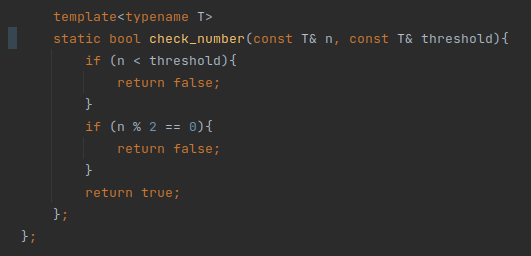 template<typename T>
static bool check_number(const T& n, const T& threshold){
if (n < threshold){
return false;
}
if (n % 2 == 0){
return false;
}
return true;
};
};